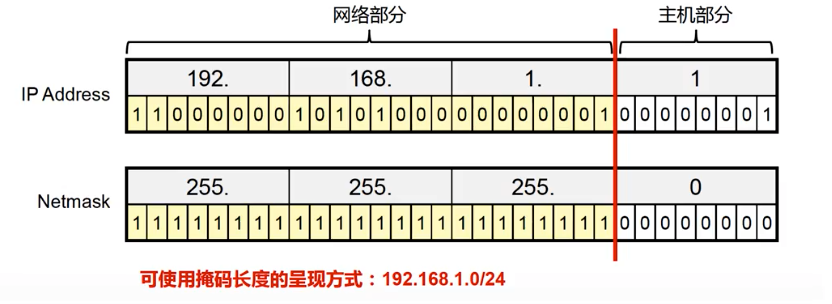 网络部分 主机部分
192. 168. 1. 1
IP Address
1 1 0 0 0 0 0 0 1 0 1 0 1 0 0 0 0 0 0 0 0 0 0 1 0 0 0 0 0 0 0 1
255. 255. 255. 0
Netmask
1 1 1 1 1 1 1 1 1 1 1 1 1 1 1 1 1 1 1 1 1 1 1 1 0 0 0 0 0 0 0 0
可使用掩码长度的呈现方式：192.168.1.0/24